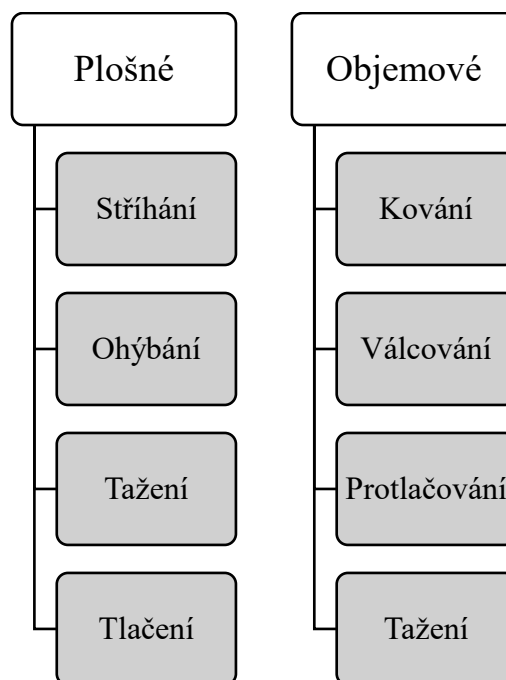 Plošné
Stříhání
Ohýbání
Tažení
Tlačení
Objemové
Kování
Válcování
Protlačování
Tažení